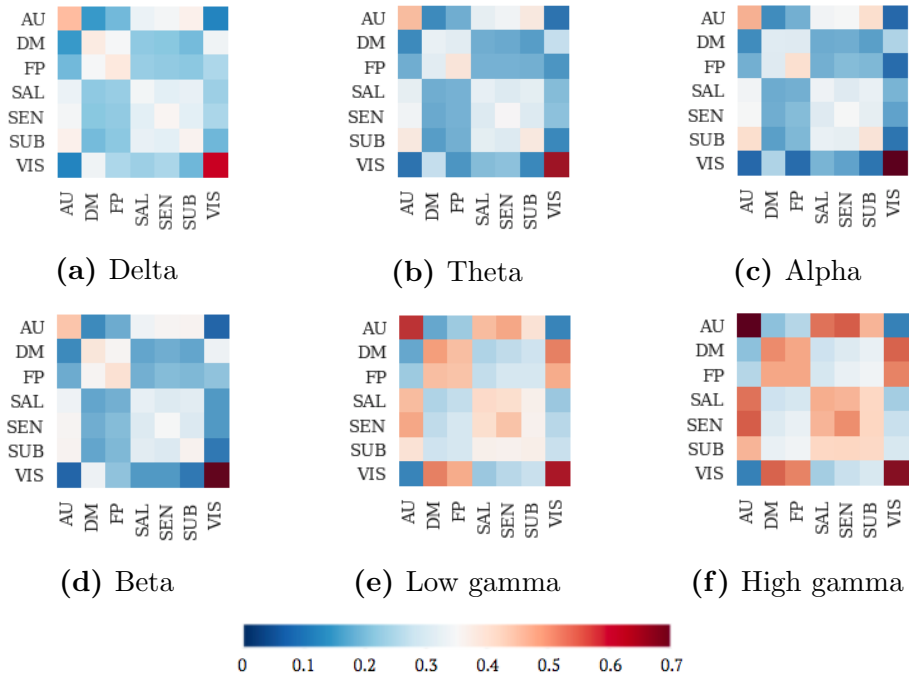 AU
DM
FP
SAL
SEN
SUB
VIS
AU DM FP SAL SEN SUB VIS
(a) Delta
AU
DM
FP
SAL
SEN
SUB
VIS
AU DM FP SAL SEN SUB VIS
(b) Theta
AU
DM
FP
SAL
SEN
SUB
VIS
AU DM FP SAL SEN SUB VIS
(c) Alpha
AU
DM
FP
SAL
SEN
SUB
VIS
AU DM FP SAL SEN SUB VIS
(d) Beta
AU
DM
FP
SAL
SEN
SUB
VIS
AU DM FP SAL SEN SUB VIS
(e) Low gamma
AU
DM
FP
SAL
SEN
SUB
VIS
AU DM FP SAL SEN SUB VIS
(f) High gamma
0 0.1 0.2 0.3 0.4 0.5 0.6 0.7